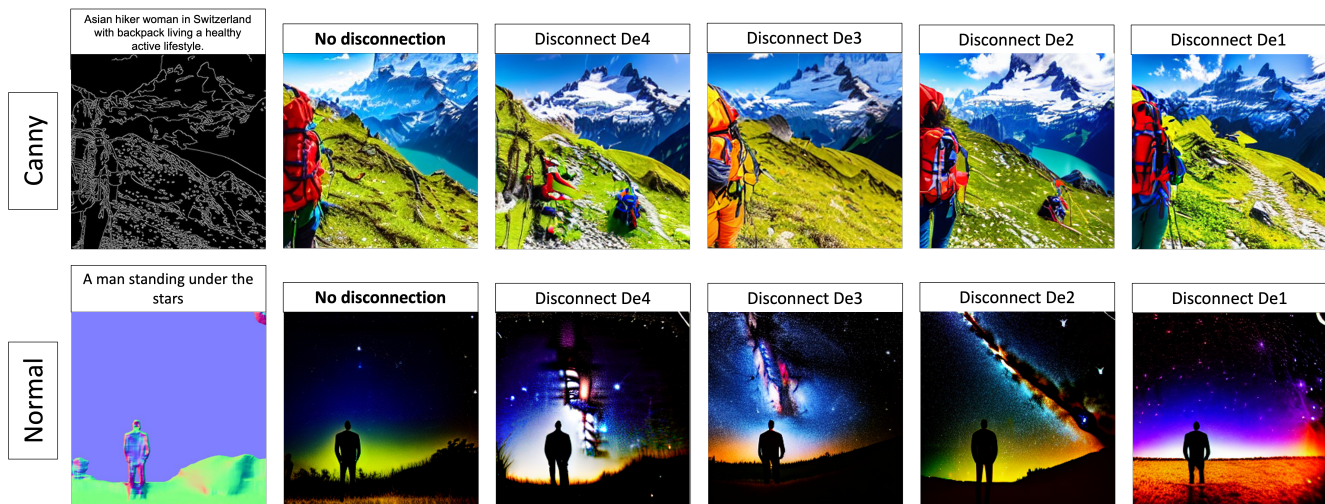 Asian hiker woman in Switzerland
with backpack living a healthy
active lifestyle.
No disconnection
Disconnect De4
Disconnect De3
Disconnect De2
Disconnect De1
Canny
A man standing under the
stars
No disconnection
Disconnect De4
Disconnect De3
Disconnect De2
Disconnect De1
Normal